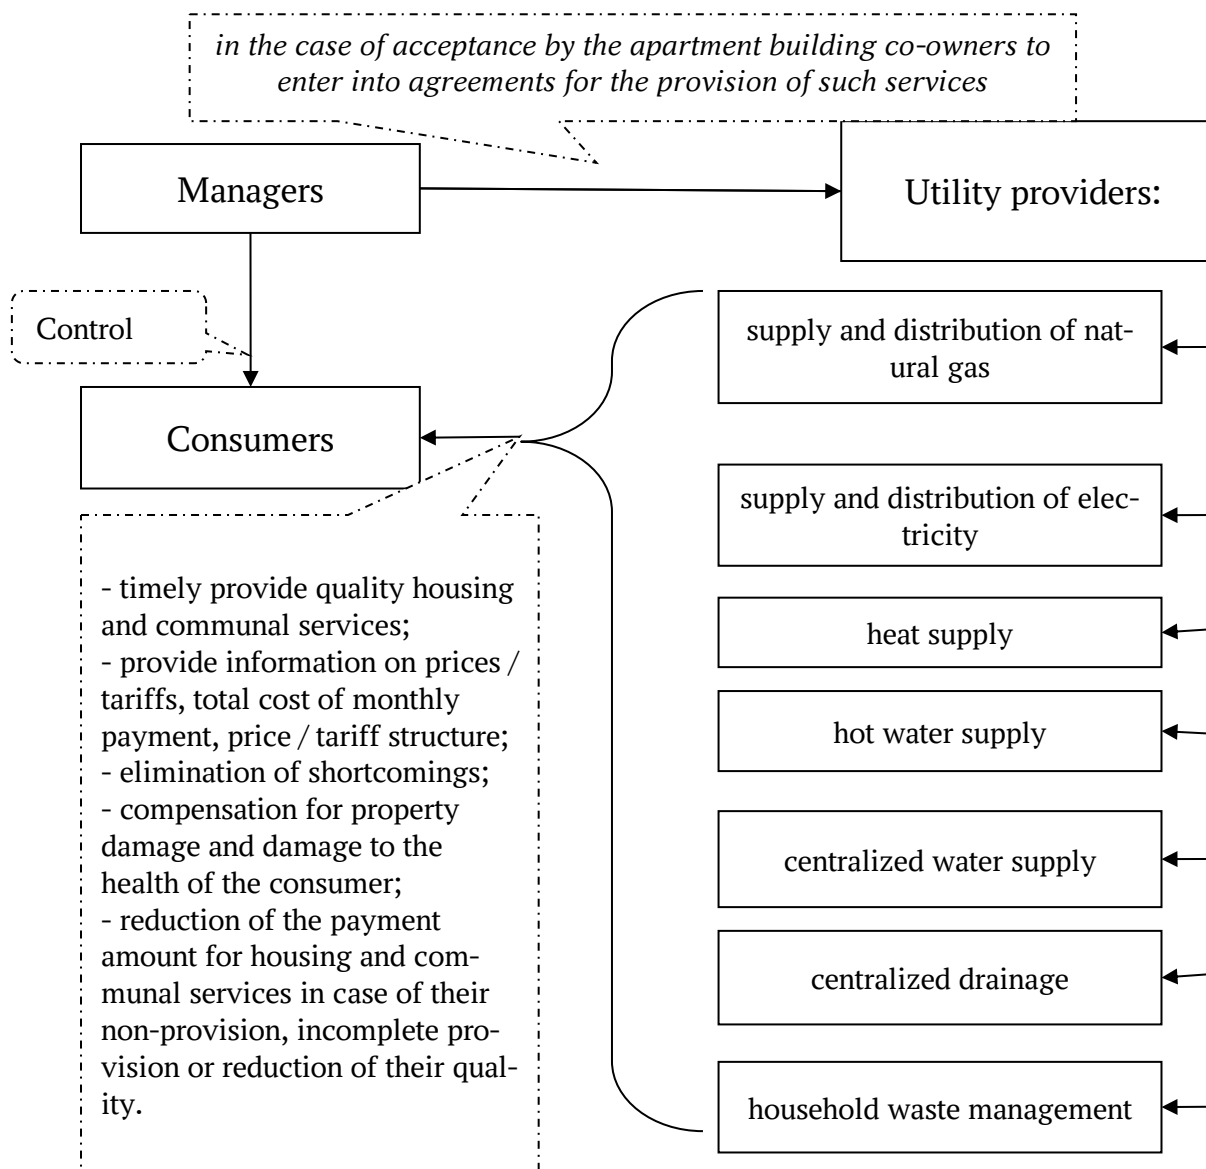 in the case of acceptance by the apartment building co-owners to
enter into agreements for the provision of such services
Managers
Utility providers:
Control
Consumers
supply and distribution of nat-
ural gas
supply and distribution of elec-
tricity
heat supply
hot water supply
centralized water supply
centralized drainage
household waste management
- timely provide quality housing
and communal services;
- provide information on prices /
tariffs, total cost of monthly
payment, price / tariff structure;
- elimination of shortcomings;
- compensation for property
damage and damage to the
health of the consumer;
- reduction of the payment
amount for housing and com-
munal services in case of their
non-provision, incomplete pro-
vision or reduction of their qual-
ity.